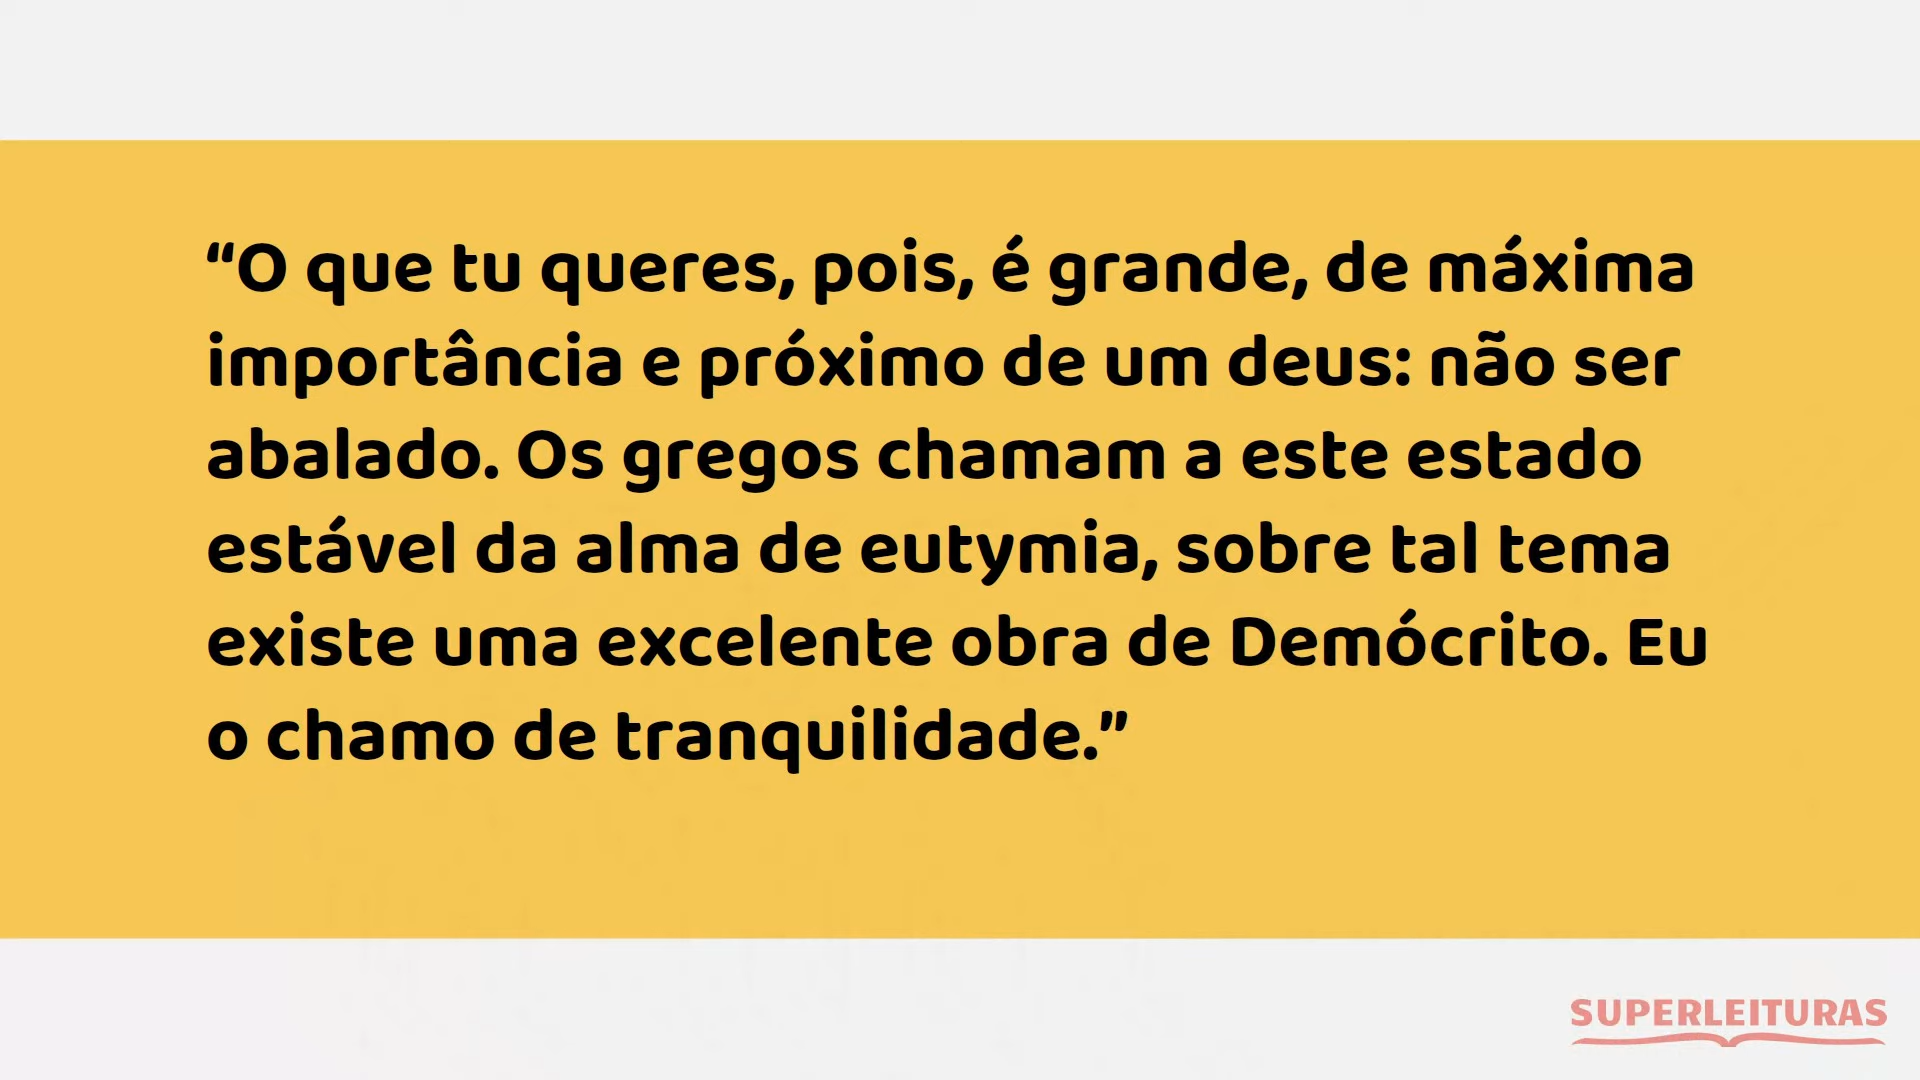 “O que tu queres, pois, é grande, de máxima
importância e próximo de um deus: não ser
abalado. Os gregos chamam a este estado
estável da alma de eutymia, sobre tal tema
existe uma excelente obra de Demócrito. Eu
o chamo de tranquilidade.”
SUPERLEITURAS